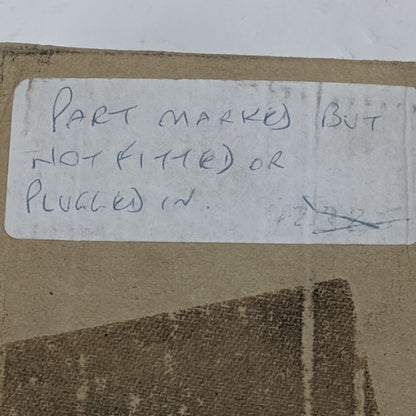 PART MARKED BUT
NOT FITTED OR
PLUGGED IN.